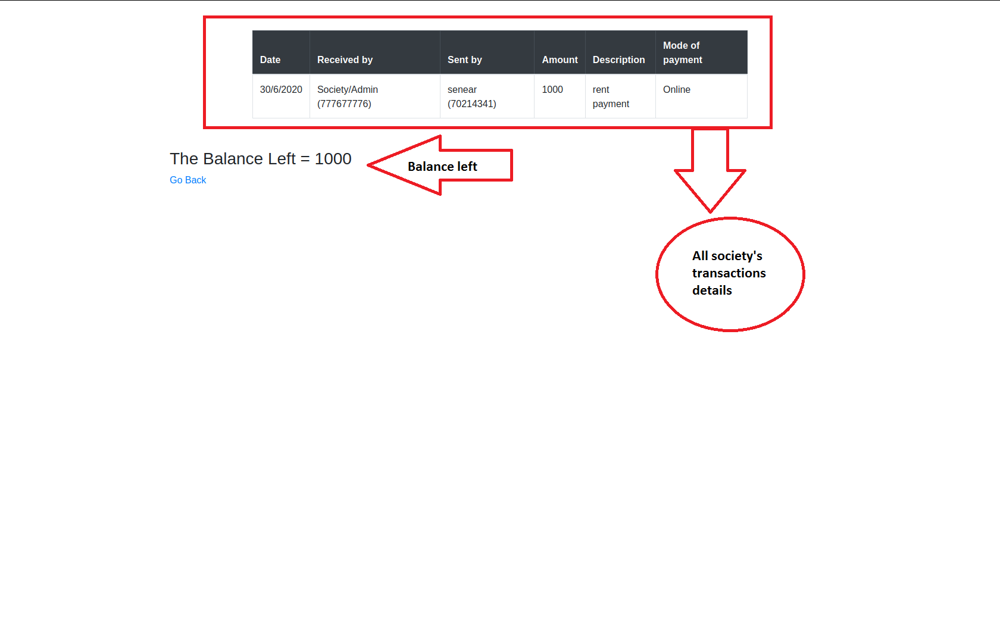 Date Received by Sent by Amount Description Mode of
payment
30/6/2020 Society/Admin senear 1000 rent Online
(777677776) (70214341) payment
The Balance Left = 1000
Balance left
Go Back
All society's
transactions
details